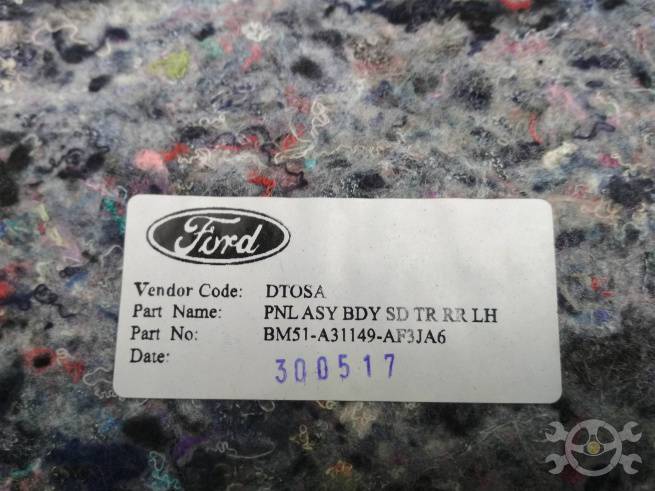 Ford
Vendor Code: DTOSA
Part Name: PNL ASY BDY SD TR RR LH
Part No: BM51-A31149-AF3JA6
Date: 300517